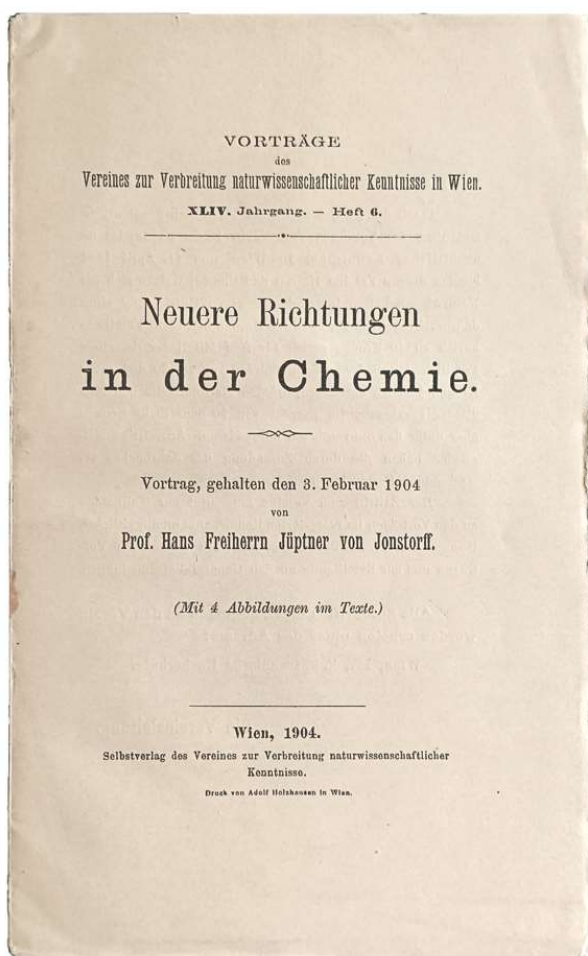 VORTRÄGE
des
Vereines zur Verbreitung naturwissenschaftlicher Kenntnisse in Wien.
XLIV. Jahrgang. — Heft 6.
Neuere Richtungen
in der Chemie.
Vortrag, gehalten den 3. Februar 1904
von
Prof. Hans Freiherrn Jüptner von Jonstorff.
(Mit 4 Abbildungen im Texte.)
Wien, 1904.
Selbstverlag des Vereines zur Verbreitung naturwissenschaftlicher
Kenntnisse.
Druck von Adolf Holzhausen in Wien.